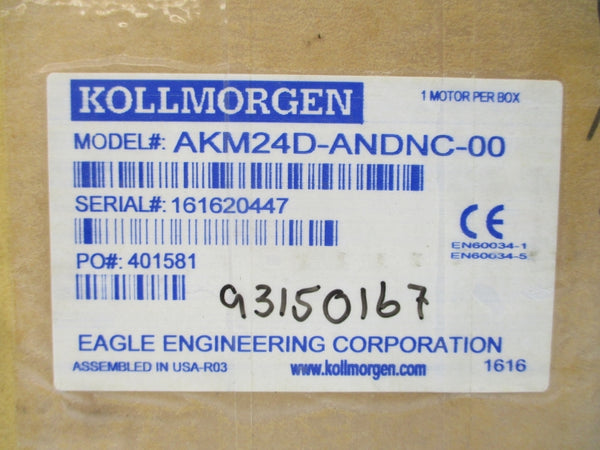 KOLLMORGEN
1 MOTOR PER BOX
MODEL#: AKM24D-ANDNC-00
SERIAL#: 161620447
CE
EN60034-1
EN60034-5
PO#: 401581
93150167
EAGLE ENGINEERING CORPORATION
ASSEMBLED IN USA-R03 www.kollmorgen.com 1616